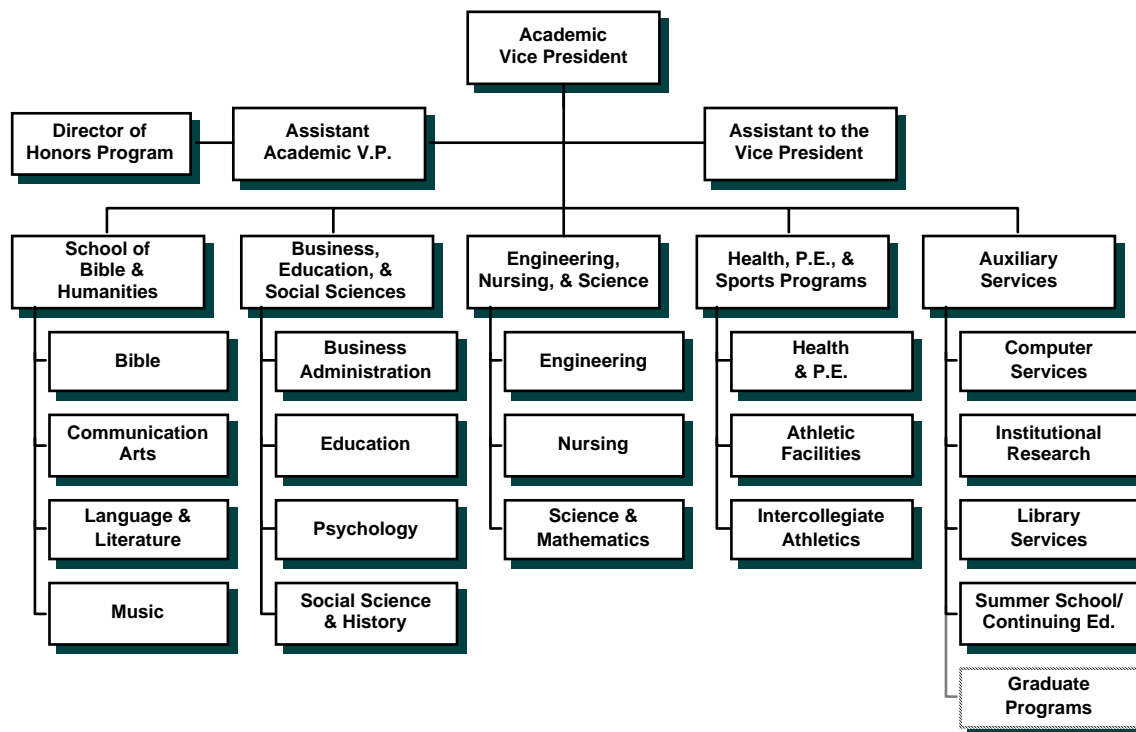 Academic
Vice President
Director of
Honors Program
Assistant
Academic V.P.
Assistant to the
Vice President
School of
Bible &
Humanities
Business,
Education, &
Social Sciences
Engineering,
Nursing, & Science
Health, P.E., &
Sports Programs
Auxiliary
Services
Bible
Communication
Arts
Language &
Literature
Music
Business
Administration
Education
Psychology
Social Science
& History
Engineering
Nursing
Science &
Mathematics
Health
& P.E.
Athletic
Facilities
Intercollegiate
Athletics
Computer
Services
Institutional
Research
Library
Services
Summer School/
Continuing Ed.
Graduate
Programs